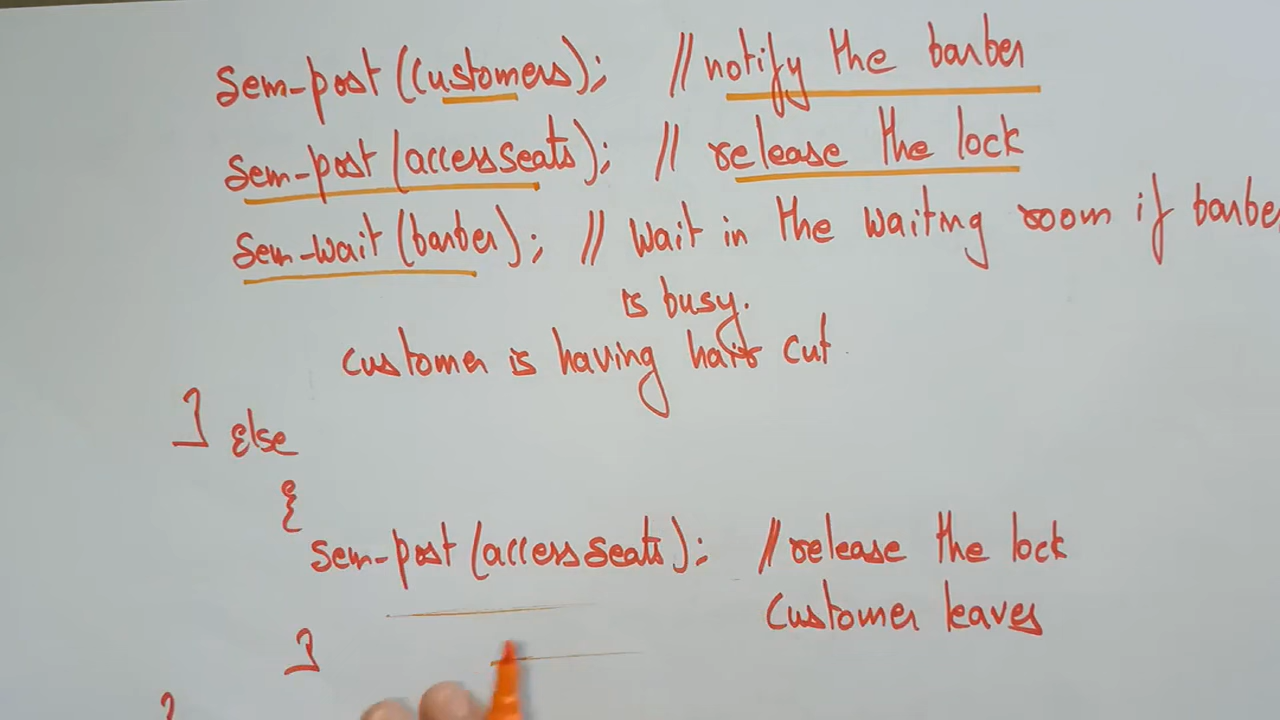 Sem-post (customers); // notify the barber
Sem-post (accessseats); // release the lock
Sem-wait (barber); // wait in the waiting room if barber
is busy.
customer is having hair cut.
} else
{
Sem-post (accessseats); // release the lock
Customer leaves
}
}